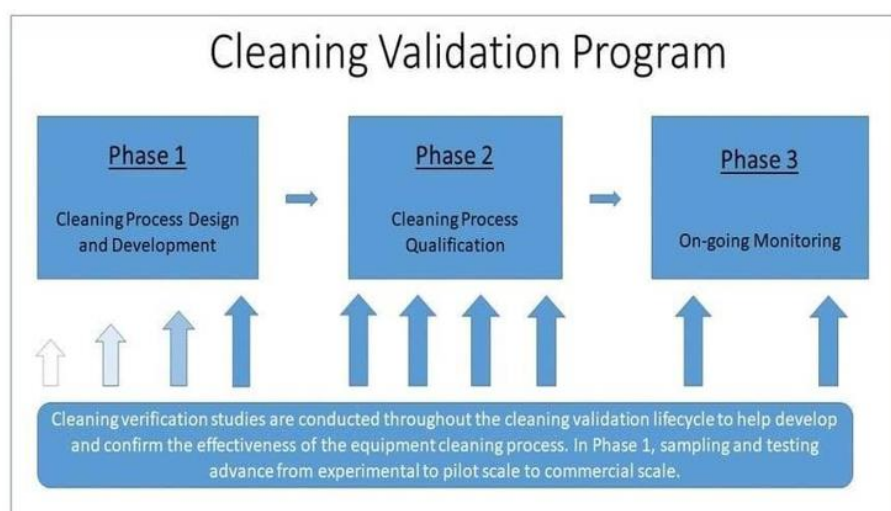 Cleaning Validation Program
Phase 1
Cleaning Process Design
and Development
Phase 2
Cleaning Process
Qualification
Phase 3
On-going Monitoring
Cleaning verification studies are conducted throughout the cleaning validation lifecycle to help develop
and confirm the effectiveness of the equipment cleaning process. In Phase 1, sampling and testing
advance from experimental to pilot scale to commercial scale.